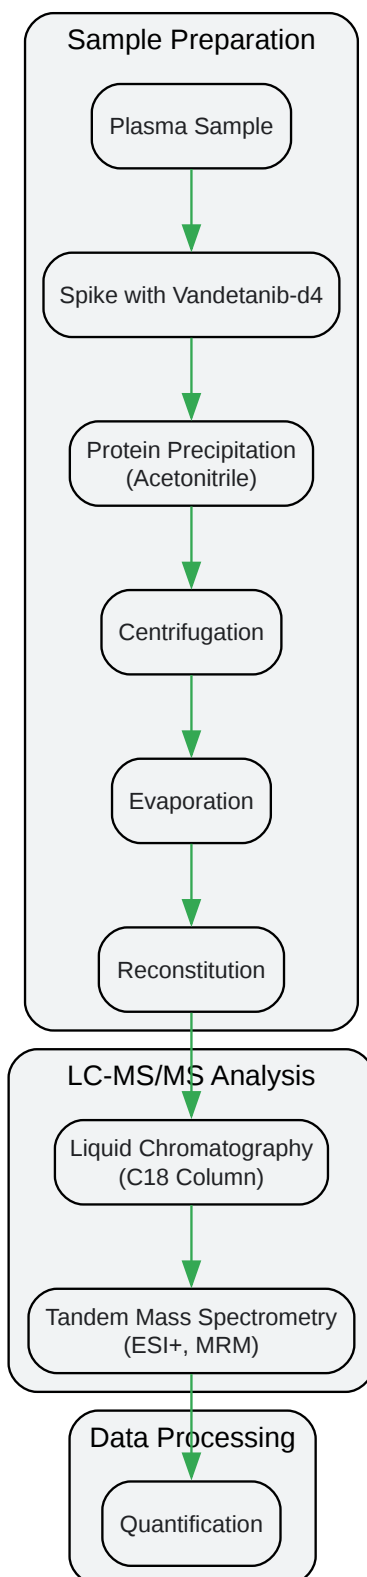 Sample Preparation
Plasma Sample
Spike with Vandetanib-d4
Protein Precipitation
(Acetonitrile)
Centrifugation
Evaporation
Reconstitution
LC-MS/MS Analysis
Liquid Chromatography
(C18 Column)
Tandem Mass Spectrometry
(ESI+, MRM)
Data Processing
Quantification